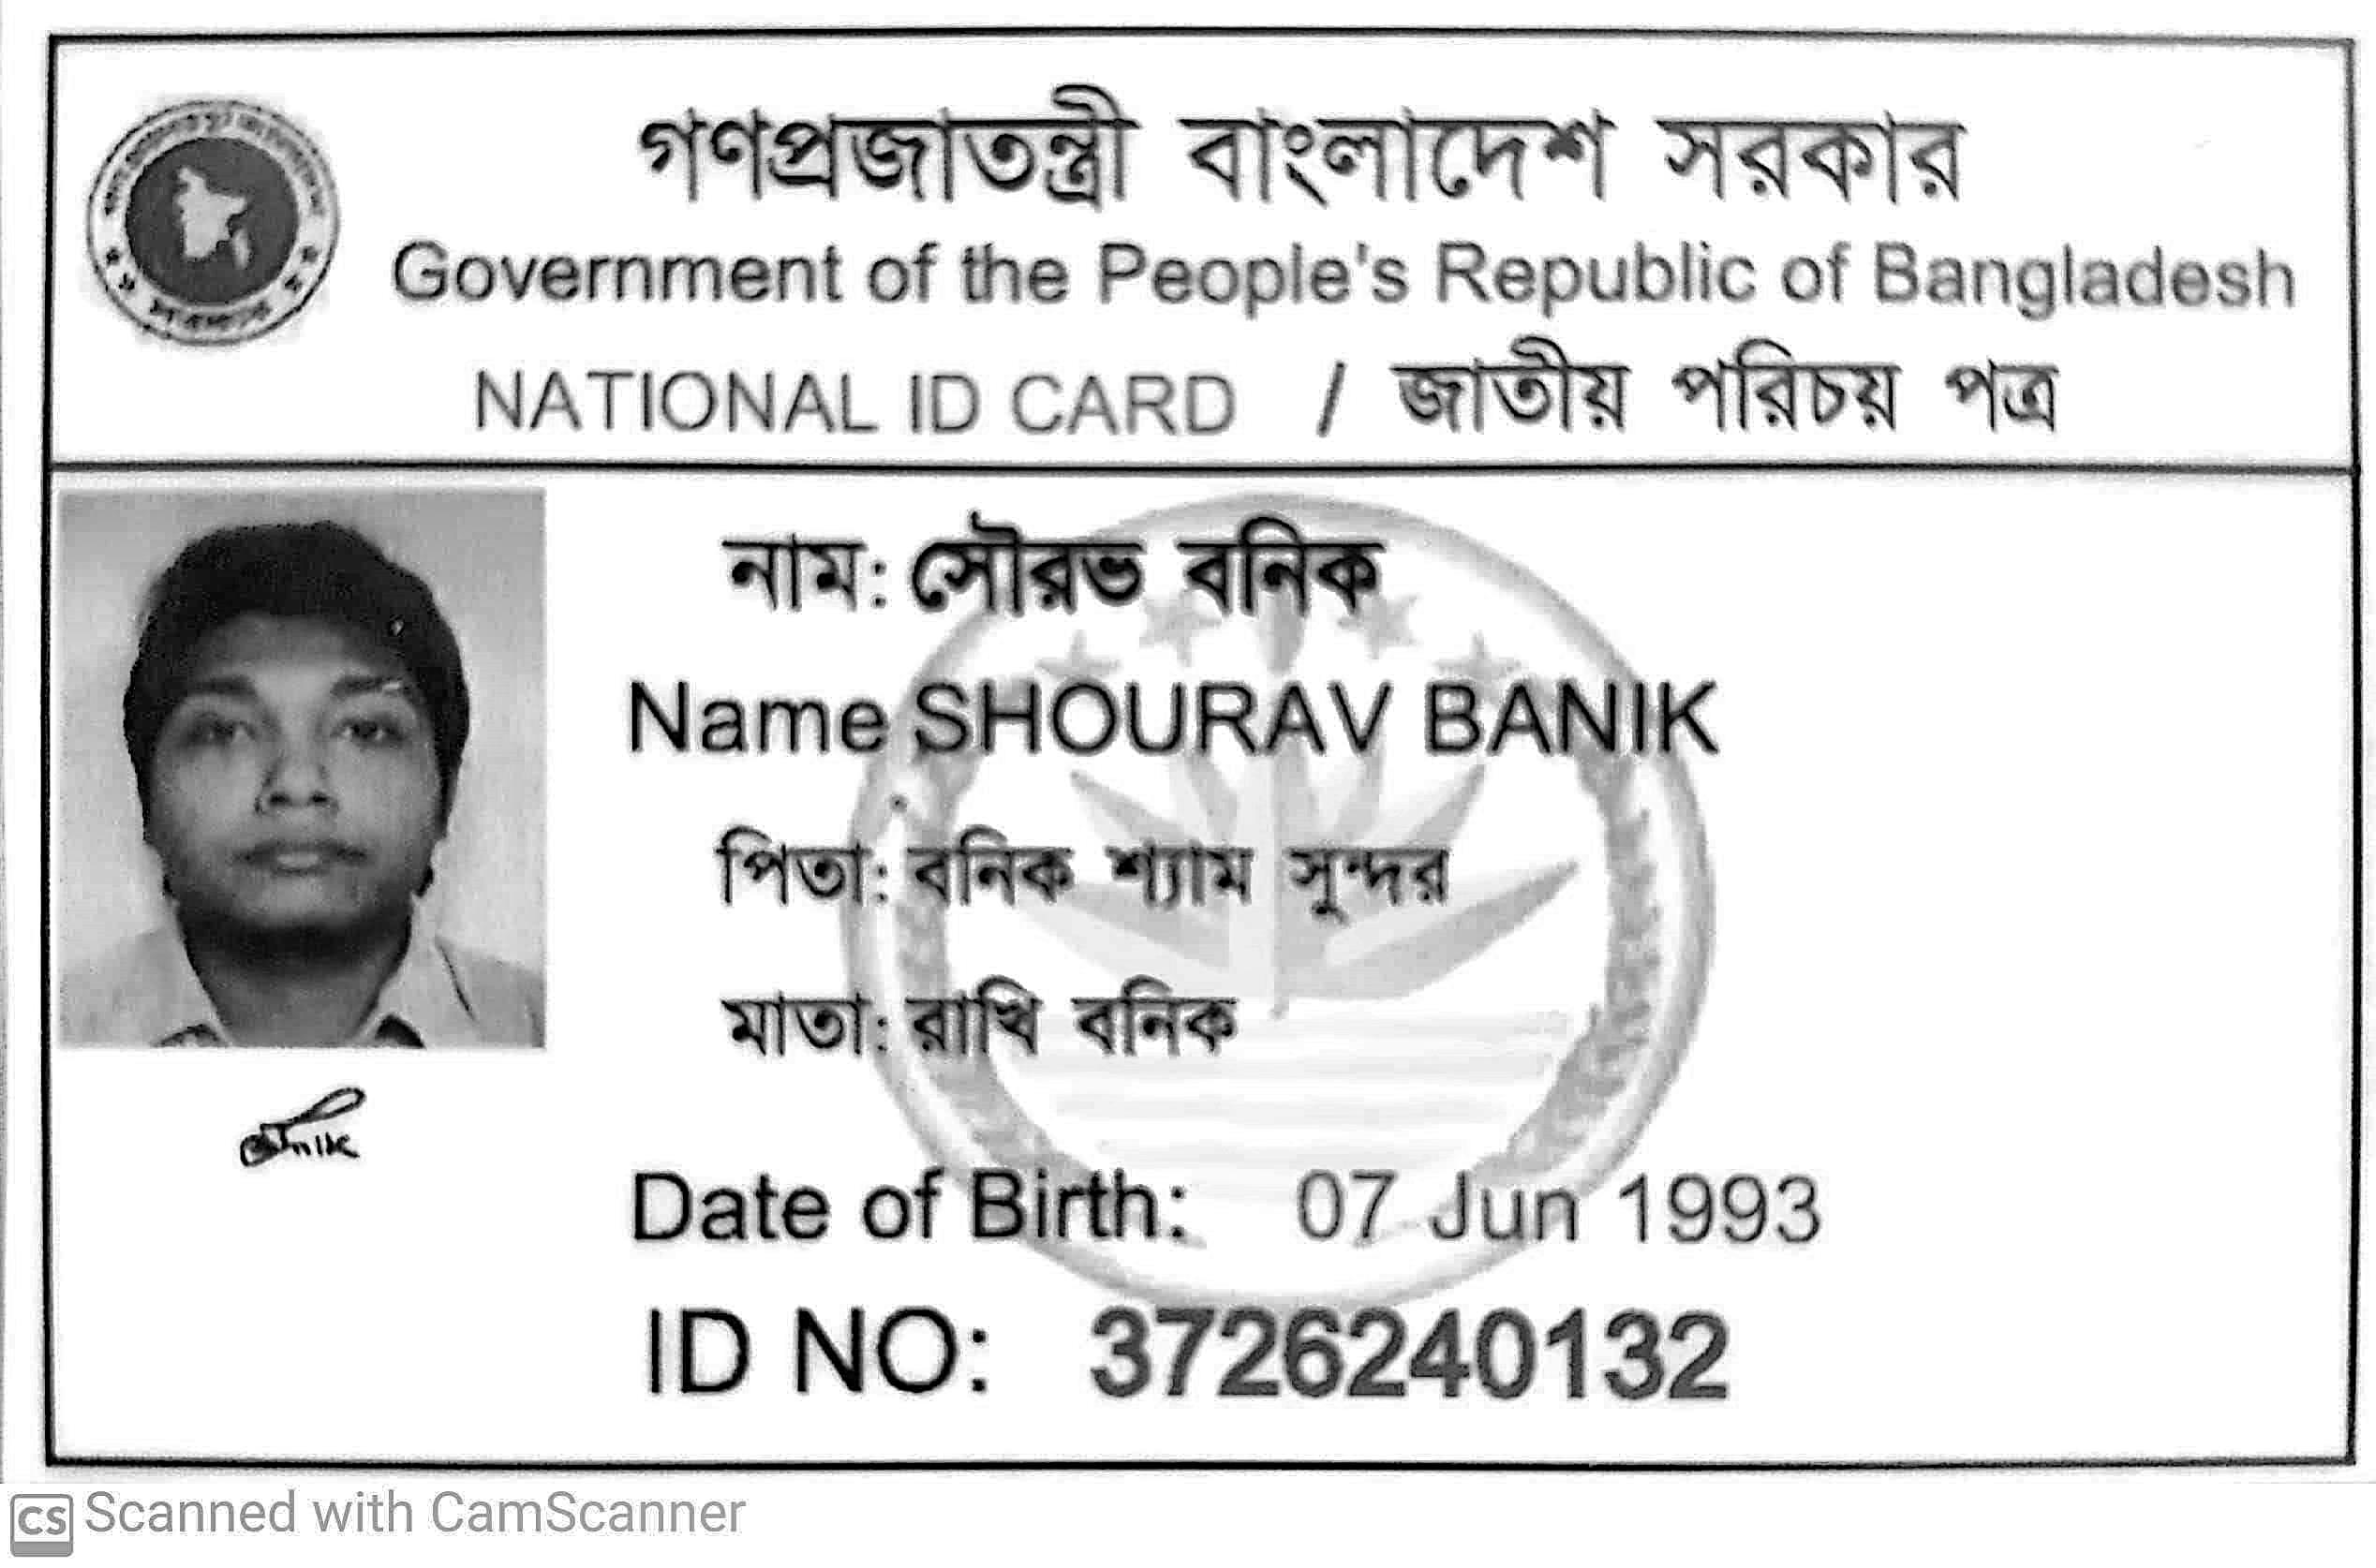 গণপ্রজাতন্ত্রী বাংলাদেশ সরকার
Government of the People's Republic of Bangladesh
NATIONAL ID CARD / জাতীয় পরিচয় পত্র
নাম: সৌরভ বনিক
Name: SHOURAV BANIK
পিতা: বনিক শ্যাম সুন্দর
মাতা: রাখি বনিক
Date of Birth: 07 Jun 1993
ID NO: 3726240132
CS Scanned with CamScanner